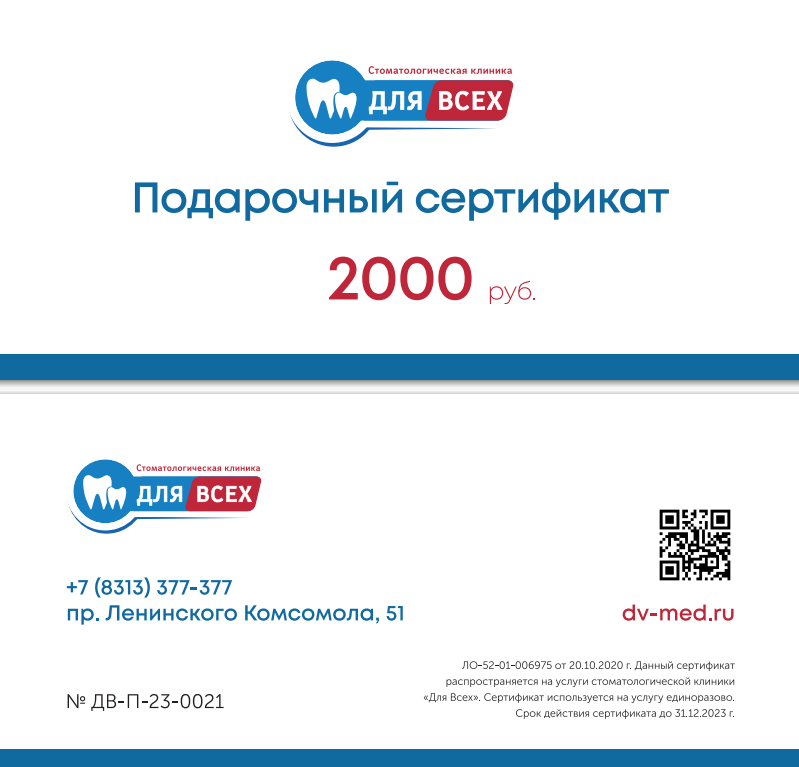 Стоматологическая клиника
ДЛЯ ВСЕХ
Подарочный сертификат
2000 руб.
Стоматологическая клиника
ДЛЯ ВСЕХ
+7 (8313) 377-377
пр. Ленинского Комсомола, 51
dv-med.ru
№ ДВ-П-23-0021
ЛО-52-01-006975 от 20.10.2020 г. Данный сертификат
распространяется на услуги стоматологической клиники
«Для Всех». Сертификат используется на услугу единоразово.
Срок действия сертификата до 31.12.2023 г.